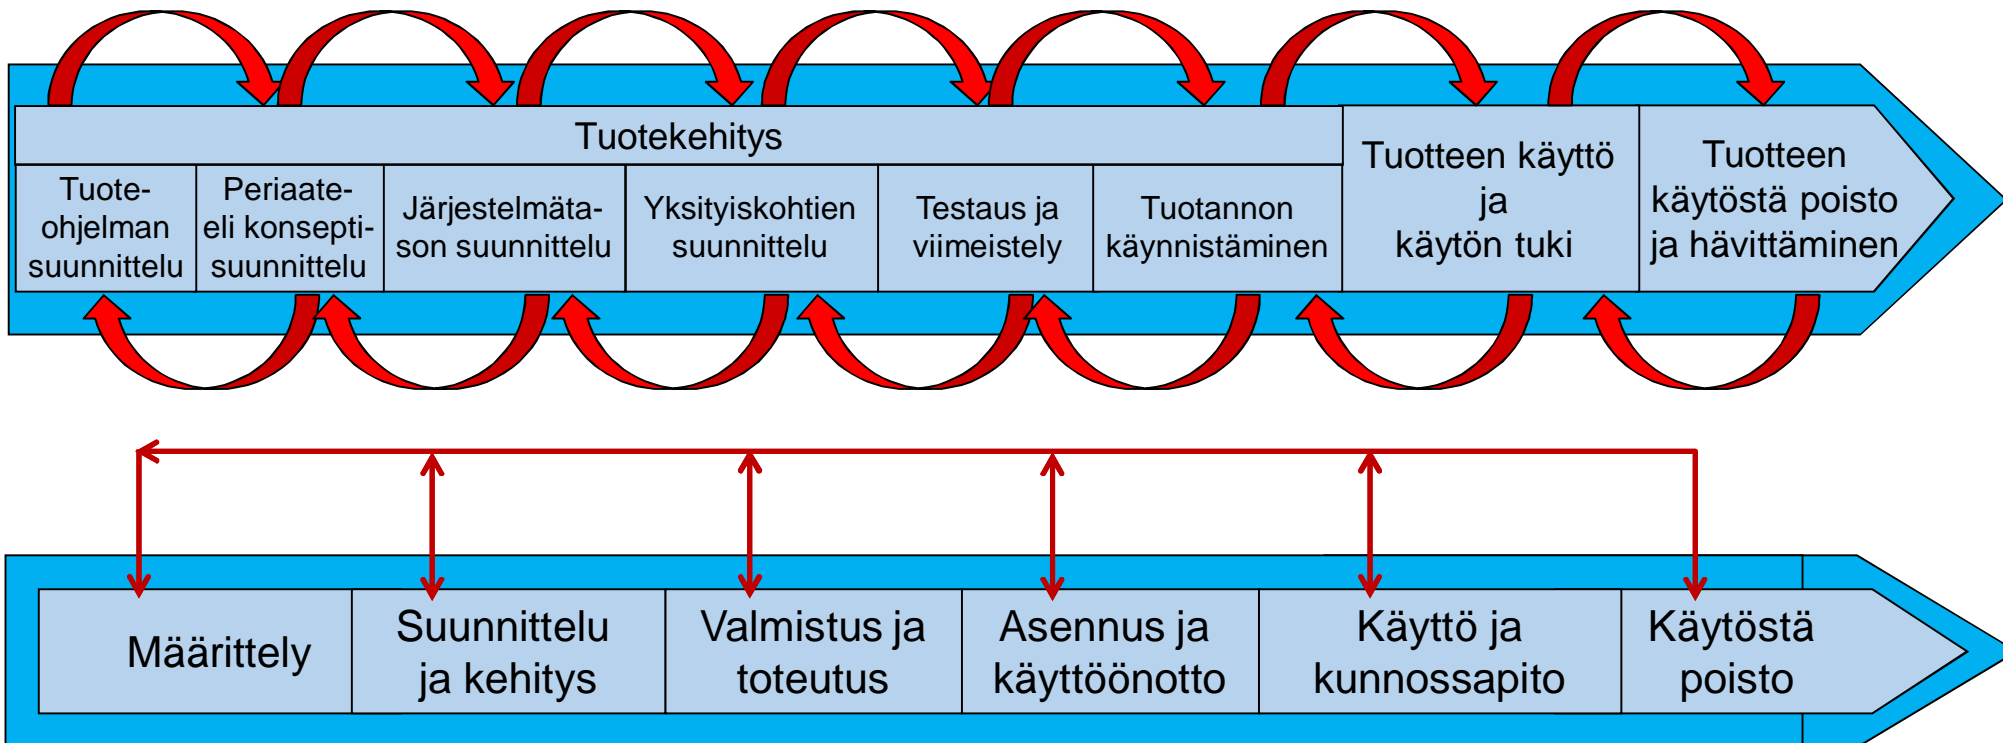 Tuotekehitys
Tuote-
ohjelman
suunnittelu
Periaate-
eli konsepti-
suunnittelu
Järjestelmäta-
son suunnittelu
Yksityiskohtien
suunnittelu
Testaus ja
viimeistely
Tuotannon
käynnistäminen
Tuotteen käyttö
ja
käytön tuki
Tuotteen
käytöstä poisto
ja hävittäminen
Määrittely
Suunnittelu
ja kehitys
Valmistus ja
toteutus
Asennus ja
käyttöönotto
Käyttö ja
kunnossapito
Käytöstä
poisto